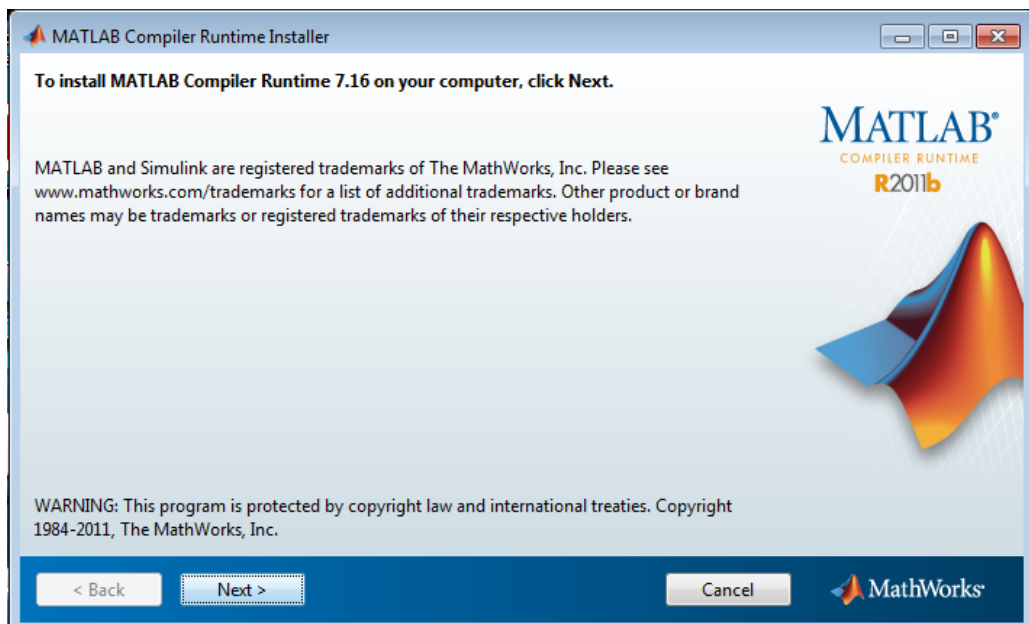 MATLAB Compiler Runtime Installer
To install MATLAB Compiler Runtime 7.16 on your computer, click Next.
MATLAB®
COMPILER RUNTIME
R2011b
MATLAB and Simulink are registered trademarks of The MathWorks, Inc. Please see
www.mathworks.com/trademarks for a list of additional trademarks. Other product or brand
names may be trademarks or registered trademarks of their respective holders.
WARNING: This program is protected by copyright law and international treaties. Copyright
1984-2011, The MathWorks, Inc.
< Back
Next >
Cancel
MathWorks®